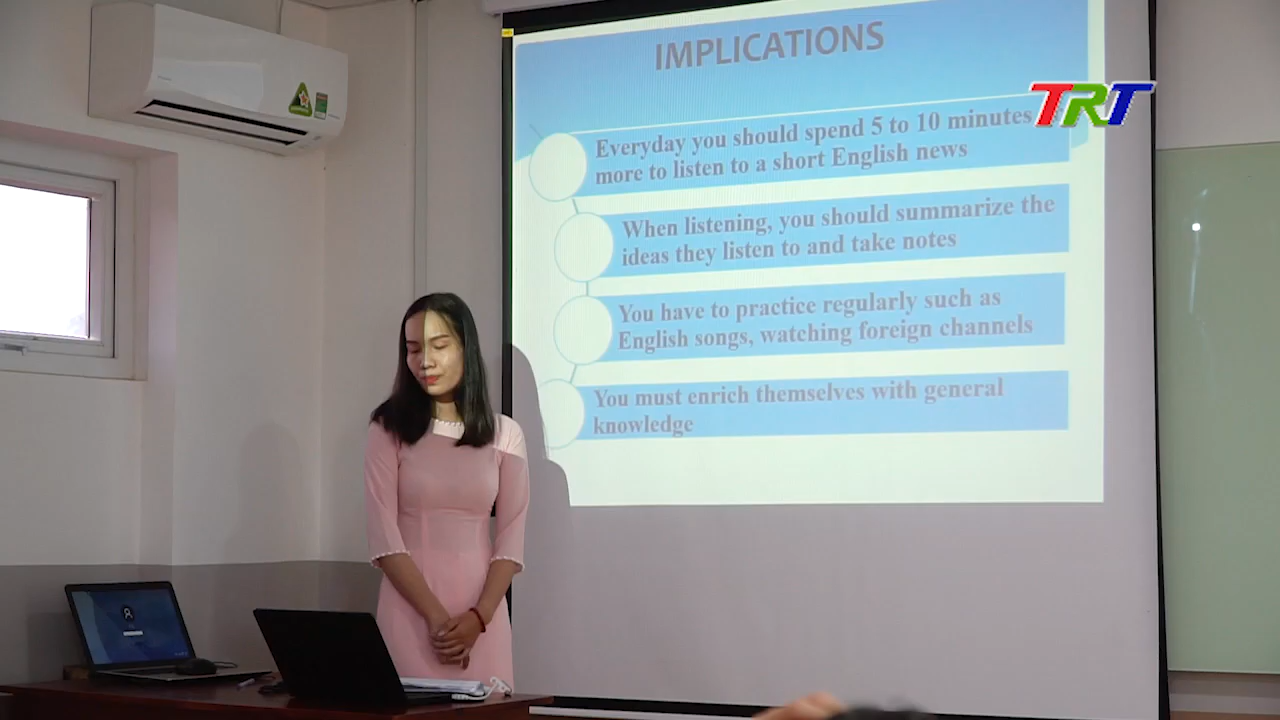 IMPLICATIONS
TRT
Everyday you should spend 5 to 10 minutes
more to listen to a short English news
When listening, you should summarize the
ideas they listen to and take notes
You have to practice regularly such as
English songs, watching foreign channels
You must enrich themselves with general
knowledge